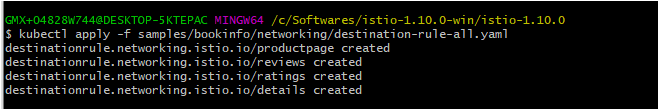 GMX+04828W744@DESKTOP-5KTEPAC MINGW64 /c/Softwares/istio-1.10.0-win/istio-1.10.0
$ kubectl apply -f samples/bookinfo/networking/destination-rule-all.yaml
destinationrule.networking.istio.io/productpage created
destinationrule.networking.istio.io/reviews created
destinationrule.networking.istio.io/ratings created
destinationrule.networking.istio.io/details created